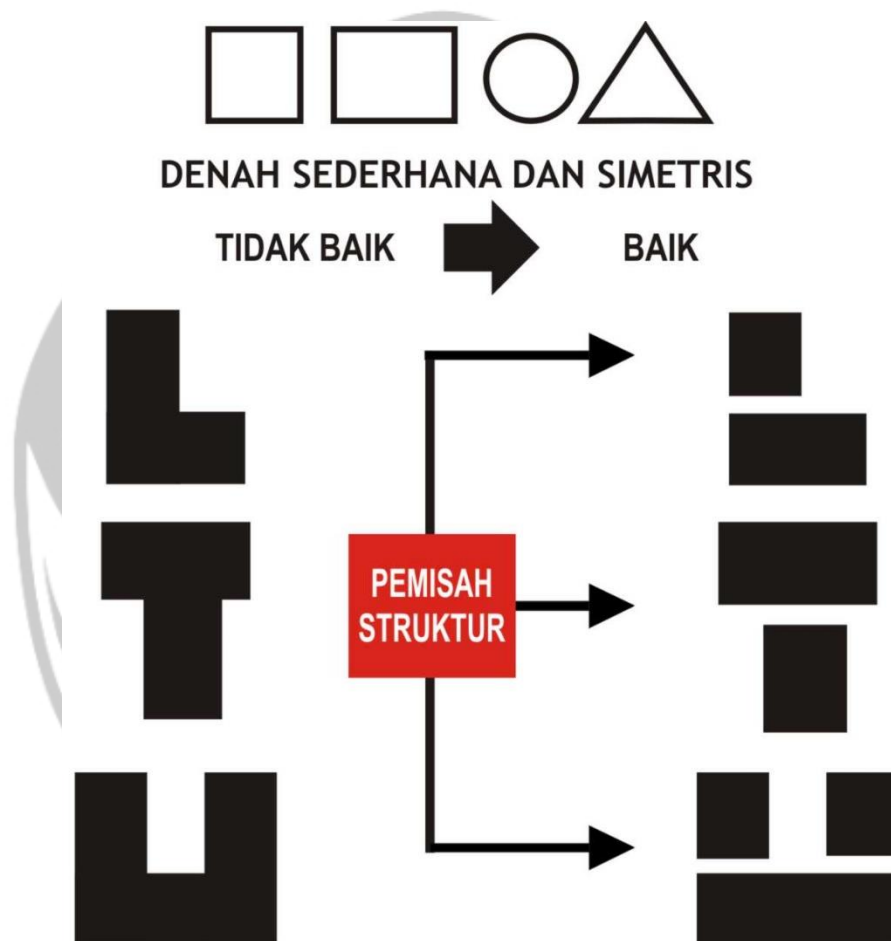 DENAH SEDERHANA DAN SIMETRIS
TIDAK BAIK
BAIK
PEMISAH
STRUKTUR